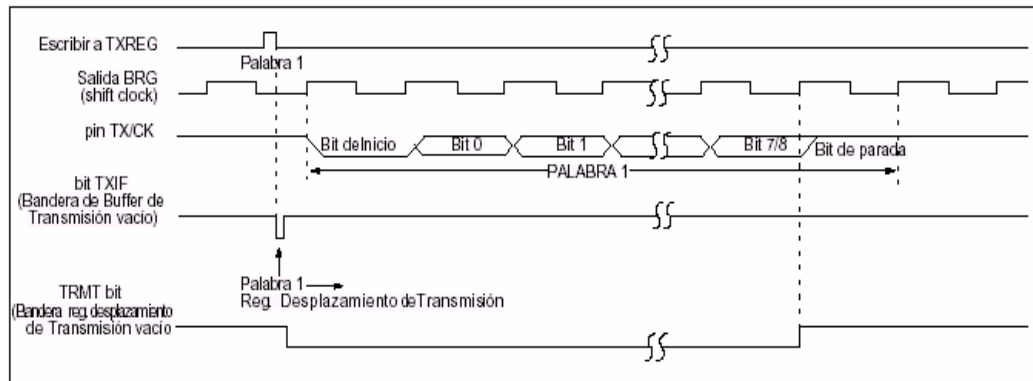 Escribir a TXREG
Palabra 1
Salida BRG
(shift clock)
pin TX/CK
Bit deInicio
Bit 0
Bit 1
Bit 7/8
Bit de parada
PALABRA 1
bit TXIF
(Bandera de Buffer de
Transmisión vacío)
Palabra 1
Reg. Desplazamiento deTransmisión
TRMT bit
(Bandera reg.desplazamiento
de Transmisión vacío